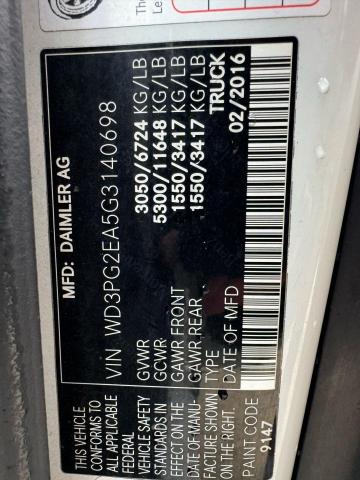 MFD: DAIMLER AG
VIN WD3PG2EA5G3140698
THIS VEHICLE
CONFORMS TO
ALL APPLICABLE
FEDERAL
VEHICLE SAFETY
STANDARDS IN
EFFECT ON THE
DATE OF MANU-
FACTURE SHOWN
ON THE RIGHT.
GVWR 3050/6724 KG/LB
GCWR 5300/11648 KG/LB
GAWR FRONT 1550/3417 KG/LB
GAWR REAR 1550/3417 KG/LB
TYPE TRUCK
DATE OF MFD 02/2016
PAINT CODE
9147